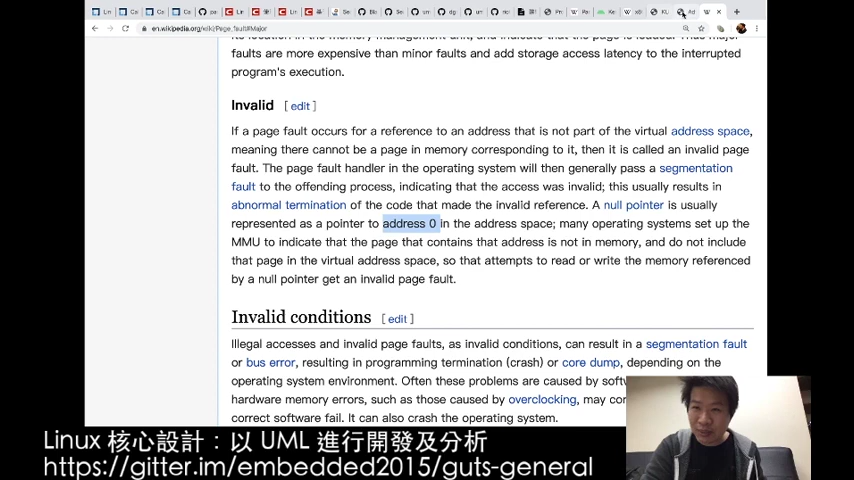 Lin
Ca
Ca
Ca
Lin
en.wikipedia.org/wiki/Page_fault#Major
faults are more expensive than minor faults and add storage access latency to the interrupted
program's execution.
Invalid [ edit ]
If a page fault occurs for a reference to an address that is not part of the virtual address space,
meaning there cannot be a page in memory corresponding to it, then it is called an invalid page
fault. The page fault handler in the operating system will then generally pass a segmentation
fault to the offending process, indicating that the access was invalid; this usually results in
abnormal termination of the code that made the invalid reference. A null pointer is usually
represented as a pointer to address 0 in the address space; many operating systems set up the
MMU to indicate that the page that contains that address is not in memory, and do not include
that page in the virtual address space, so that attempts to read or write the memory referenced
by a null pointer get an invalid page fault.
Invalid conditions [ edit ]
Illegal accesses and invalid page faults, as invalid conditions, can result in a segmentation fault
or bus error, resulting in programming termination (crash) or core dump, depending on the
operating system environment. Often these problems are caused by
hardware memory errors, such as those caused by overclocking, may
correct software fail. It can also crash the operating system.
Linux 核心設計：以 UML 進行開發及分析
https://gitter.im/embedded2015/guts-general